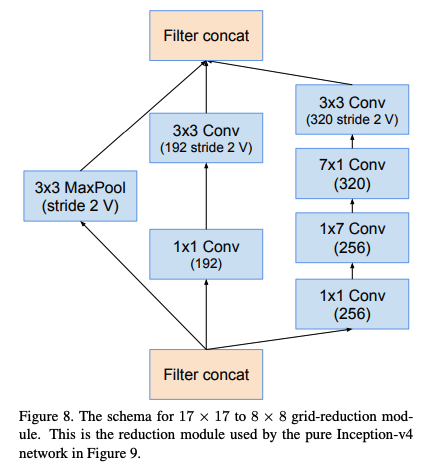 Filter concat
3x3 MaxPool
(stride 2 V)
3x3 Conv
(192 stride 2 V)
1x1 Conv
(192)
3x3 Conv
(320 stride 2 V)
7x1 Conv
(320)
1x7 Conv
(256)
1x1 Conv
(256)
Filter concat
Figure 8. The schema for 17 × 17 to 8 × 8 grid-reduction mod-
ule. This is the reduction module used by the pure Inception-v4
network in Figure 9.